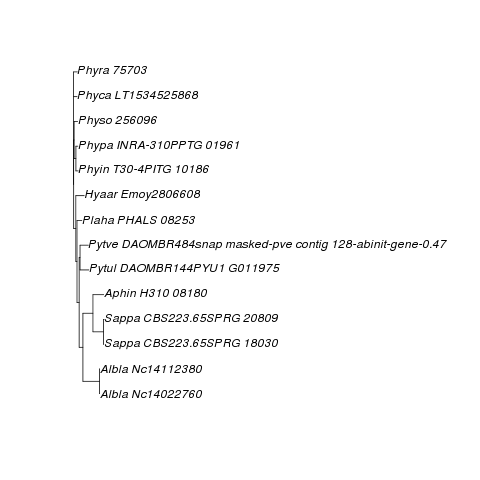 Phyra 75703
Phyca LT1534525868
Physo 256096
Phypa INRA-310PPTG 01961
Phyin T30-4PITG 10186
Hyaar Emoy2806608
Plaha PHALS 08253
Pytve DAOMBR484snap masked-pve contig 128-abinit-gene-0.47
Pytul DAOMBR144PYU1 G011975
Aphin H310 08180
Sappa CBS223.65SPRG 20809
Sappa CBS223.65SPRG 18030
Albla Nc14112380
Albla Nc14022760